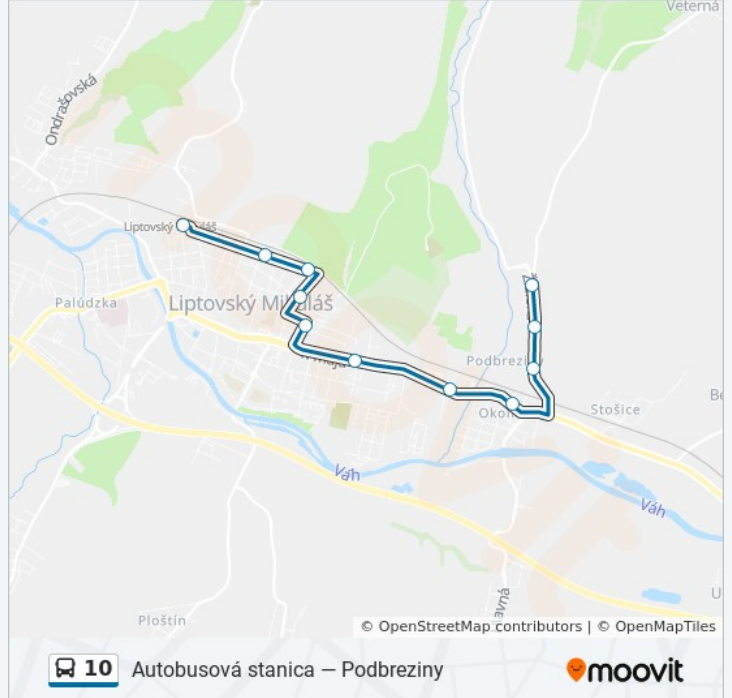 Veterná
Ondrašovská
Liptovský
Palúdzka
Liptovský Mikuláš
Podbreziny
Stošice
Váh
Váh
Ploštín
© OpenStreetMap contributors | © OpenMapTiles
10 Autobusová stanica — Podbreziny
moovit